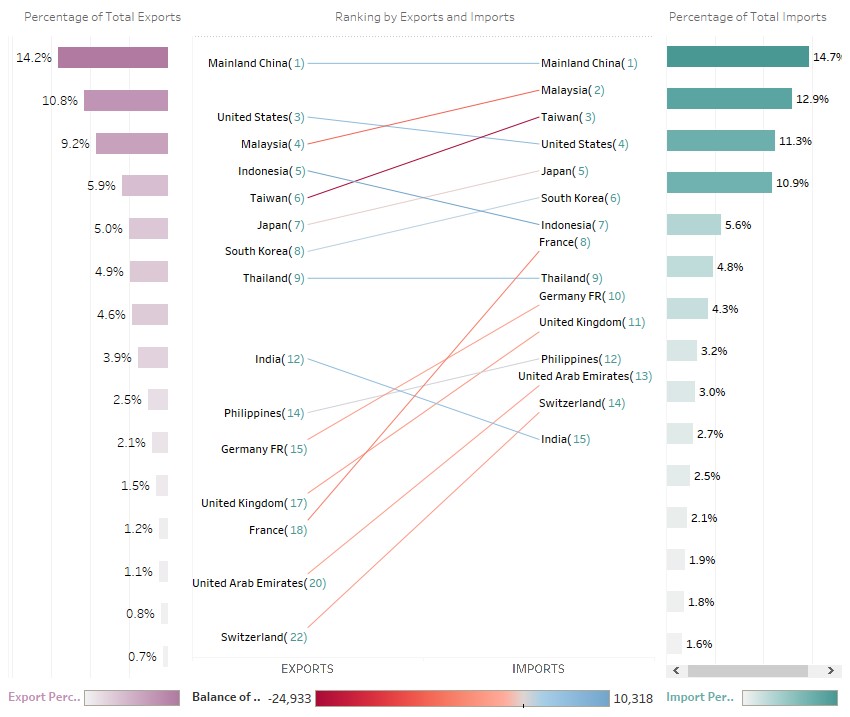 Percentage of Total Exports
Ranking by Exports and Imports
Percentage of Total Imports
14.2%
10.8%
9.2%
5.9%
5.0%
4.9%
4.6%
3.9%
2.5%
2.1%
1.5%
1.2%
1.1%
0.8%
0.7%
Mainland China( 1)
United States( 3)
Malaysia( 4)
Indonesia( 5)
Taiwan( 6)
Japan( 7)
South Korea( 8)
Thailand( 9)
India( 12)
Philippines( 14)
Germany FR( 15)
United Kingdom( 17)
France( 18)
United Arab Emirates( 20)
Switzerland( 22)
EXPORTS
Mainland China( 1)
Malaysia( 2)
Taiwan( 3)
United States( 4)
Japan( 5)
South Korea( 6)
Indonesia( 7)
France( 8)
Thailand( 9)
Germany FR( 10)
United Kingdom( 11)
Philippines( 12)
United Arab Emirates( 13)
Switzerland( 14)
India( 15)
IMPORTS
14.7%
12.9%
11.3%
10.9%
5.6%
4.8%
4.3%
3.2%
3.0%
2.7%
2.5%
2.1%
1.9%
1.8%
1.6%
Export Perc..
Balance of .. -24,933
10,318
Import Per..